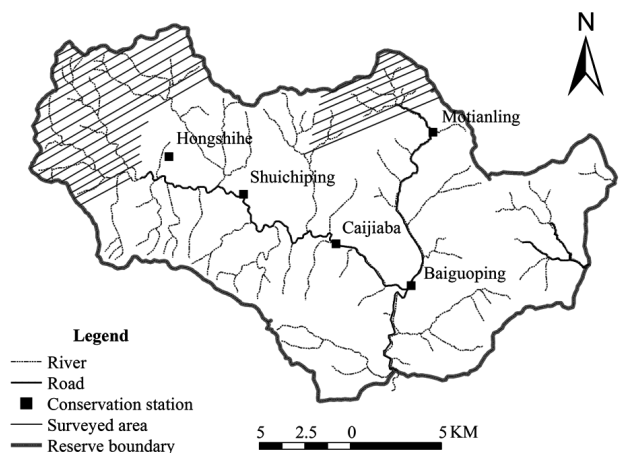 N
Motianling
Hongshihe
Shuichiping
Caijiaba
Baiguoping
Legend
River
Road
Conservation station
Surveyed area
Reserve boundary
5 2.5 0 5 KM